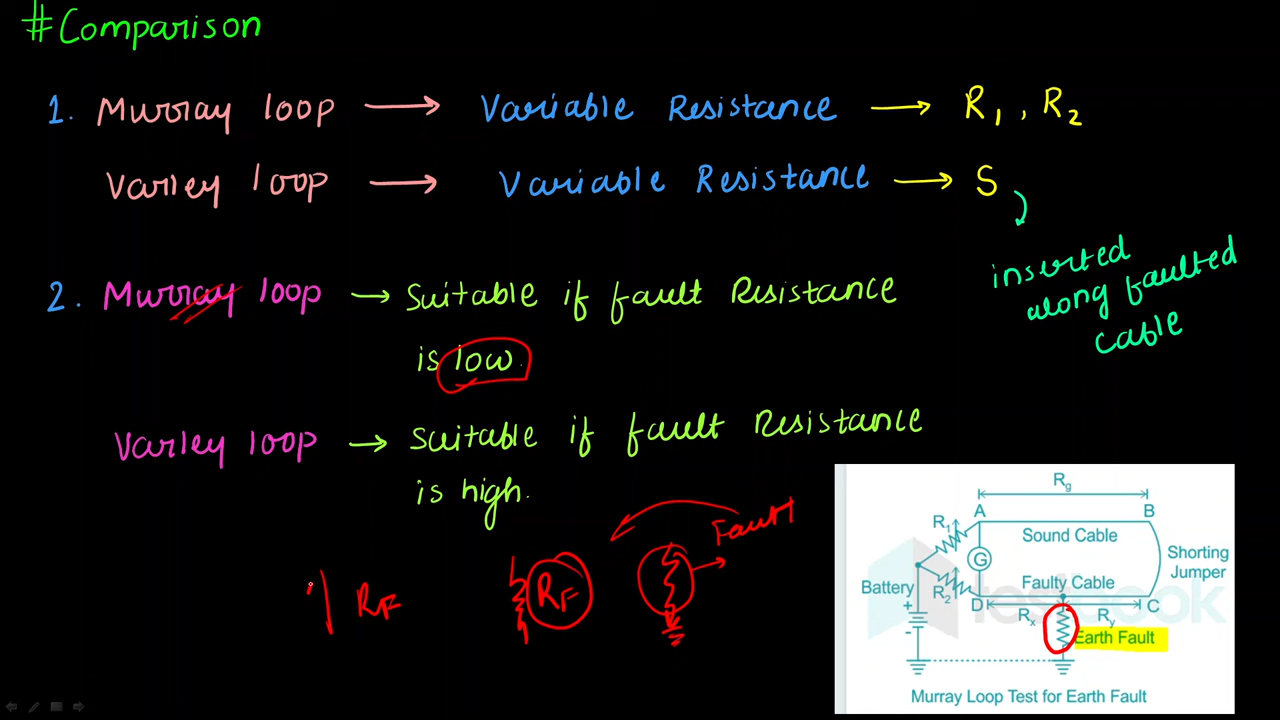 #Comparison
1. Murray loop → Variable Resistance → R1, R2
Varley loop → Variable Resistance → S
inserted
along faulted
cable
2. Murray loop → Suitable if fault Resistance
is low.
Varley loop → Suitable if fault Resistance
is high.
RF
RF
Fault
Rg
A
B
R1
Sound Cable
G
Shorting
Jumper
Battery
Faulty Cable
R2
D
Rx
Ry
C
+
-
Earth Fault
testbook
Murray Loop Test for Earth Fault